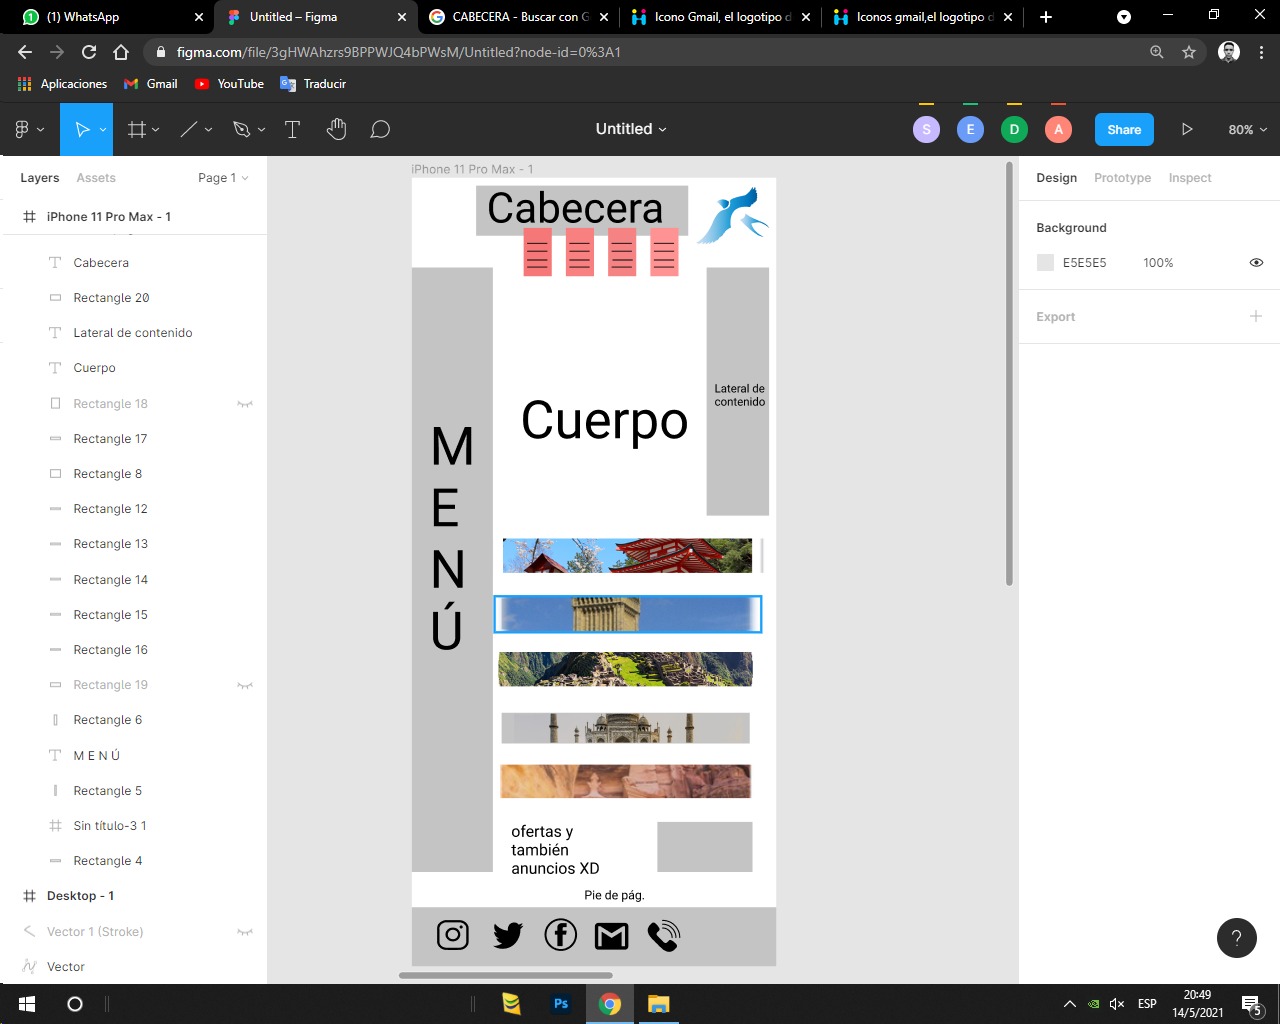 (1) WhatsApp
Untitled – Figma
CABECERA - Buscar con G
Icono Gmail, el logotipo d
Iconos gmail,el logotipo d
figma.com/file/3gHWAhzrs9BPPWJQ4bPWsM/Untitled?node-id=0%3A1
Aplicaciones
Gmail
YouTube
Traducir
Untitled
S
E
D
A
Share
80%
Layers
Assets
Page 1
iPhone 11 Pro Max - 1
Cabecera
Rectangle 20
Lateral de contenido
Cuerpo
Rectangle 18
Rectangle 17
Rectangle 8
Rectangle 12
Rectangle 13
Rectangle 14
Rectangle 15
Rectangle 16
Rectangle 19
Rectangle 6
M E N Ú
Rectangle 5
Sin título-3 1
Rectangle 4
Desktop - 1
Vector 1 (Stroke)
Vector
iPhone 11 Pro Max - 1
Cabecera
M
E
N
Ú
Cuerpo
Lateral de
contenido
ofertas y
también
anuncios XD
Pie de pág.
Design
Prototype
Inspect
Background
E5E5E5
100%
Export
?
Ps
ESP
20:49
14/5/2021
5